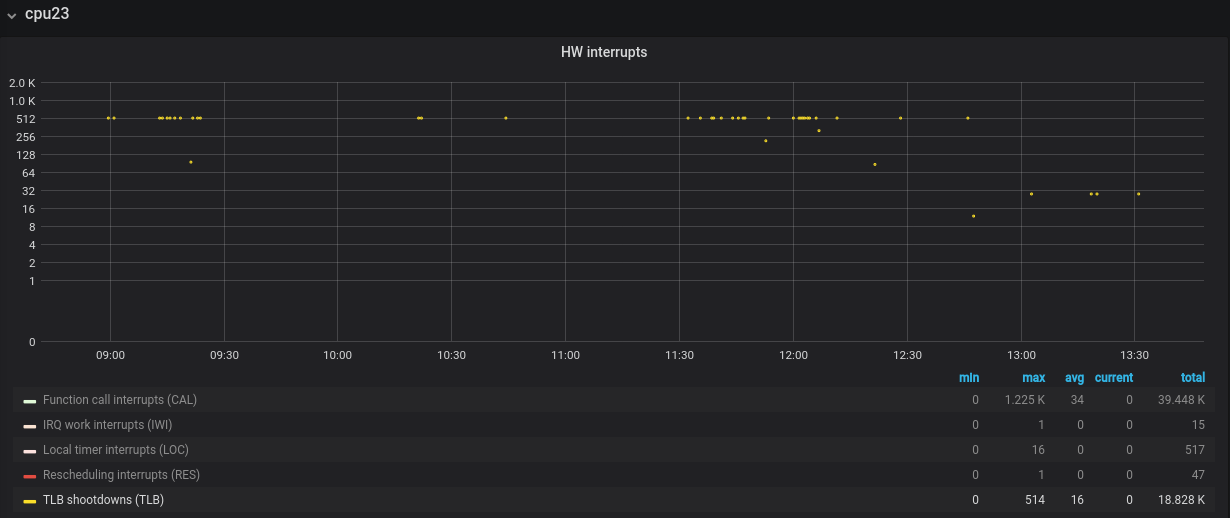 cpu23
HW interrupts
2.0 K
1.0 K
512
256
128
64
32
16
8
4
2
1
0
09:00 09:30 10:00 10:30 11:00 11:30 12:00 12:30 13:00 13:30
min max avg current total
Function call interrupts (CAL) 0 1.225 K 34 0 39.448 K
IRQ work interrupts (IWI) 0 1 0 0 15
Local timer interrupts (LOC) 0 16 0 0 517
Rescheduling interrupts (RES) 0 1 0 0 47
TLB shootdowns (TLB) 0 514 16 0 18.828 K